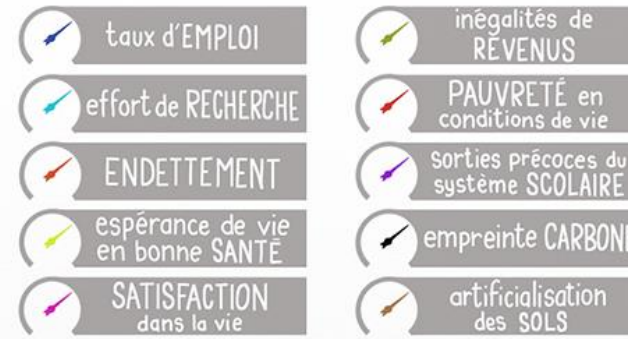 taux d'EMPLOI
effort de RECHERCHE
ENDETTEMENT
espérance de vie
en bonne SANTÉ
SATISFACTION
dans la vie
inégalités de
REVENUS
PAUVRETÉ en
conditions de vie
sorties précoces du
système SCOLAIRE
empreinte CARBONE
artificialisation
des SOLS